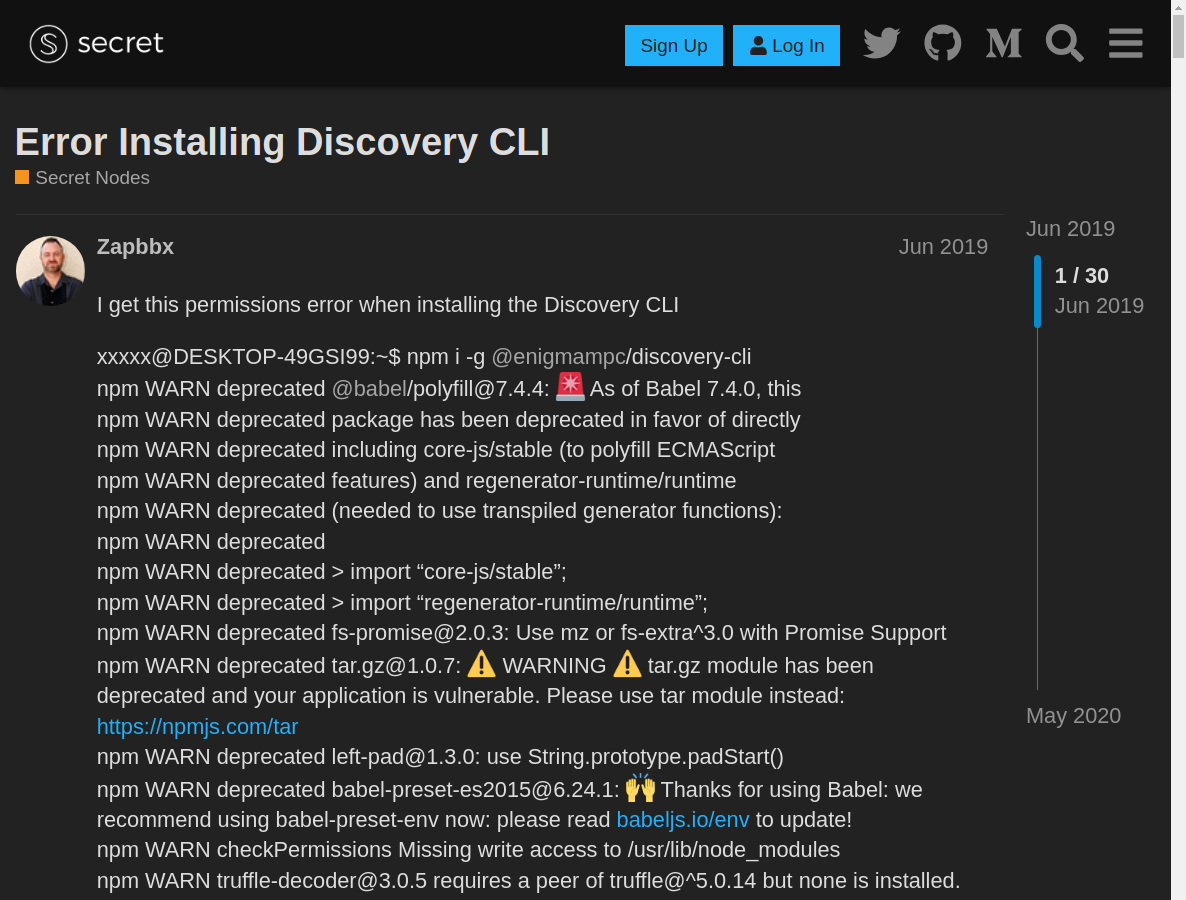 secret
Sign Up
Log In
Error Installing Discovery CLI
Secret Nodes
Zapbbx
Jun 2019
Jun 2019
1 / 30
Jun 2019
May 2020
I get this permissions error when installing the Discovery CLI
xxxxx@DESKTOP-49GSI99:~$ npm i -g @enigmampc/discovery-cli
npm WARN deprecated @babel/polyfill@7.4.4: 🚨 As of Babel 7.4.0, this
npm WARN deprecated package has been deprecated in favor of directly
npm WARN deprecated including core-js/stable (to polyfill ECMAScript
npm WARN deprecated features) and regenerator-runtime/runtime
npm WARN deprecated (needed to use transpiled generator functions):
npm WARN deprecated
npm WARN deprecated > import “core-js/stable”;
npm WARN deprecated > import “regenerator-runtime/runtime”;
npm WARN deprecated fs-promise@2.0.3: Use mz or fs-extra^3.0 with Promise Support
npm WARN deprecated tar.gz@1.0.7: ⚠️ WARNING ⚠️ tar.gz module has been
deprecated and your application is vulnerable. Please use tar module instead:
https://npmjs.com/tar
npm WARN deprecated left-pad@1.3.0: use String.prototype.padStart()
npm WARN deprecated babel-preset-es2015@6.24.1: 🙌 Thanks for using Babel: we
recommend using babel-preset-env now: please read babeljs.io/env to update!
npm WARN checkPermissions Missing write access to /usr/lib/node_modules
npm WARN truffle-decoder@3.0.5 requires a peer of truffle@^5.0.14 but none is installed.